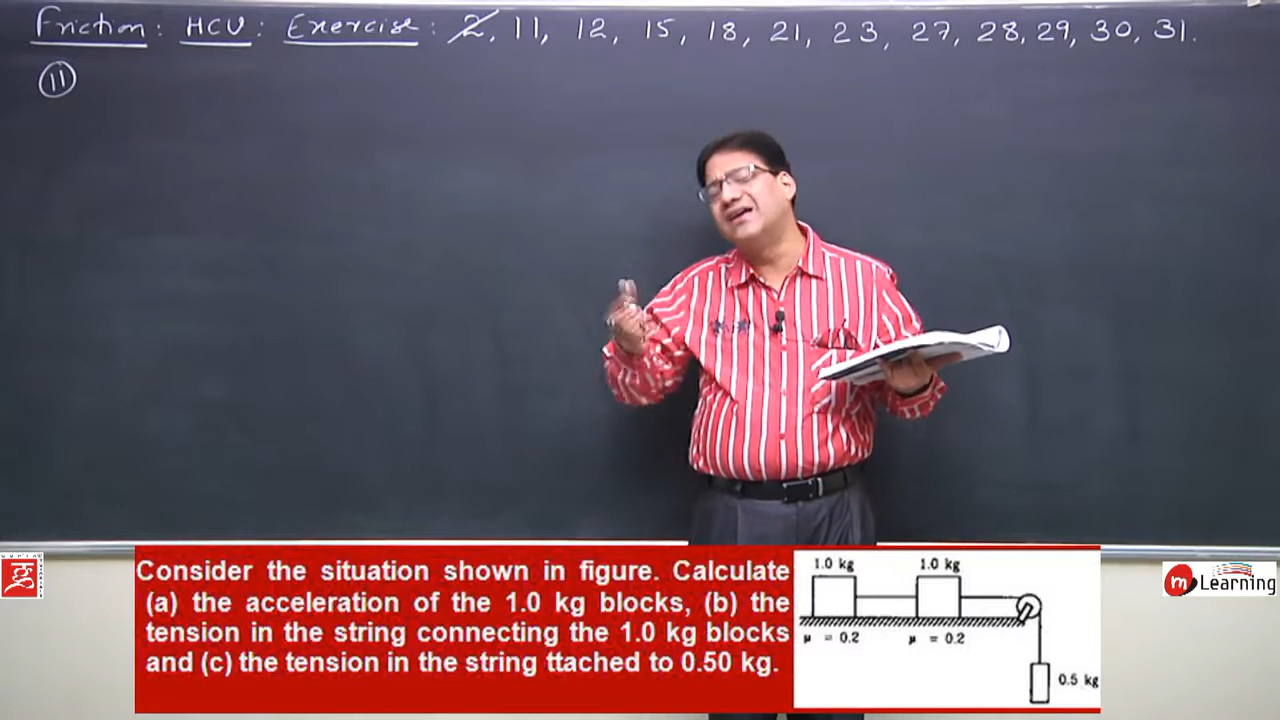 Friction : HCV : Exercise : 2, 11, 12, 15, 18, 21, 23, 27, 28, 29, 30, 31.
11
Consider the situation shown in figure. Calculate
(a) the acceleration of the 1.0 kg blocks, (b) the
tension in the string connecting the 1.0 kg blocks
and (c) the tension in the string ttached to 0.50 kg.
1.0 kg 1.0 kg
μ = 0.2 μ = 0.2
0.5 kg
m Learning